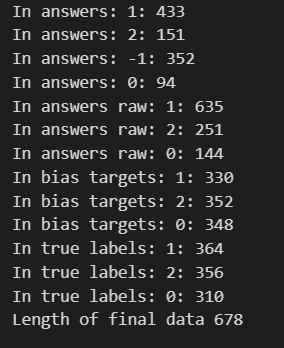 In answers: 1: 433
In answers: 2: 151
In answers: -1: 352
In answers: 0: 94
In answers raw: 1: 635
In answers raw: 2: 251
In answers raw: 0: 144
In bias targets: 1: 330
In bias targets: 2: 352
In bias targets: 0: 348
In true labels: 1: 364
In true labels: 2: 356
In true labels: 0: 310
Length of final data 678